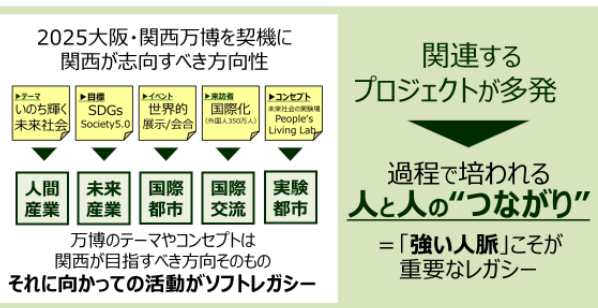 2025大阪・関西万博を契機に
関西が志向すべき方向性
▶テーマ
いのち輝く
未来社会
▶目標
SDGs
Society5.0
▶イベント
世界的
展示/会合
▶来訪者
国際化
(外国人350万人)
▶コンセプト
未来社会の実験場
People's
Living Lab
人間
産業
未来
産業
国際
都市
国際
交流
実験
都市
万博のテーマやコンセプトは
関西が目指すべき方向そのもの
それに向かっての活動がソフトレガシー
関連する
プロジェクトが多発
過程で培われる
人と人の“つながり”
＝「強い人脈」こそが
重要なレガシー